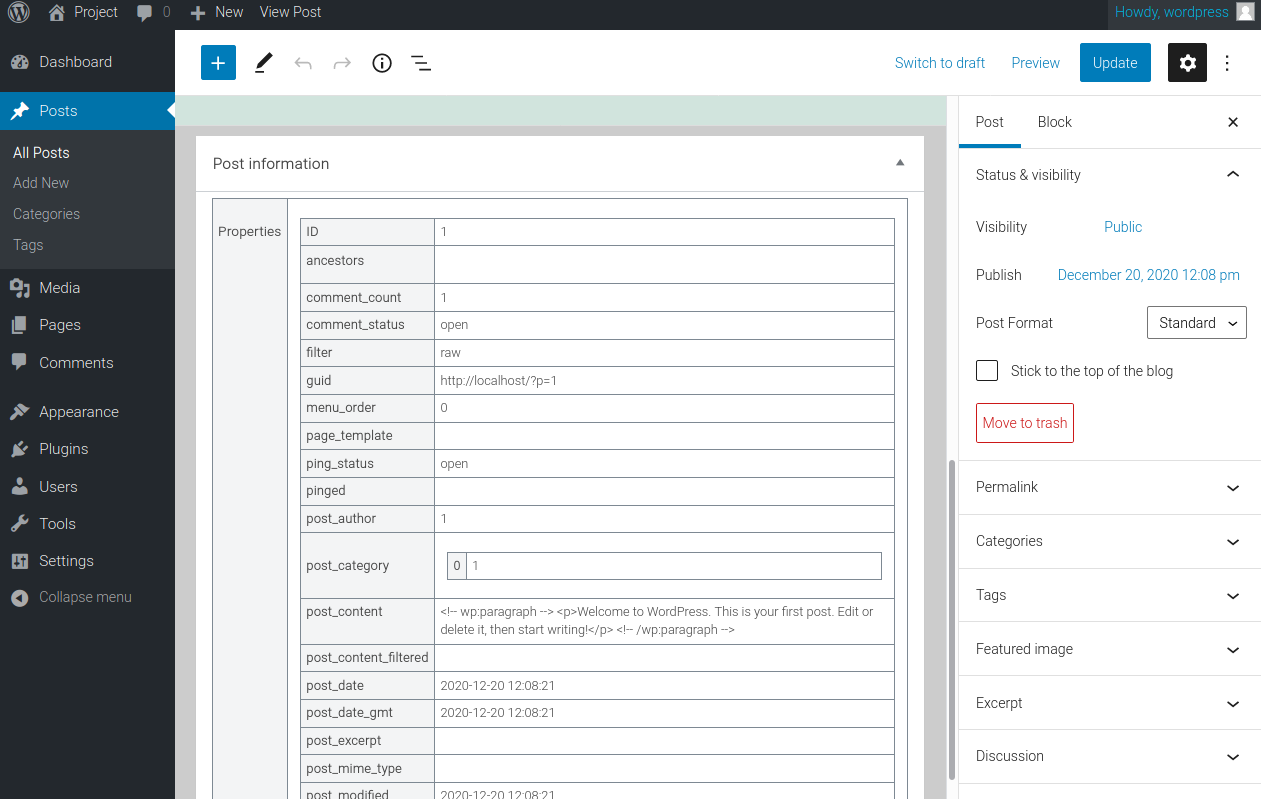 Project 0 New View Post Howdy, wordpress
Dashboard
Posts
All Posts
Add New
Categories
Tags
Media
Pages
Comments
Appearance
Plugins
Users
Tools
Settings
Collapse menu
Switch to draft Preview Update
Post information
Properties
ID 1
ancestors
comment_count 1
comment_status open
filter raw
guid http://localhost/?p=1
menu_order 0
page_template
ping_status open
pinged
post_author 1
post_category 0 1
post_content <!-- wp:paragraph --> <p>Welcome to WordPress. This is your first post. Edit or
delete it, then start writing!</p> <!-- /wp:paragraph -->
post_content_filtered
post_date 2020-12-20 12:08:21
post_date_gmt 2020-12-20 12:08:21
post_excerpt
post_mime_type
post_modified 2020-12-20 12:08:21
Post Block
Status & visibility
Visibility Public
Publish December 20, 2020 12:08 pm
Post Format Standard
Stick to the top of the blog
Move to trash
Permalink
Categories
Tags
Featured image
Excerpt
Discussion